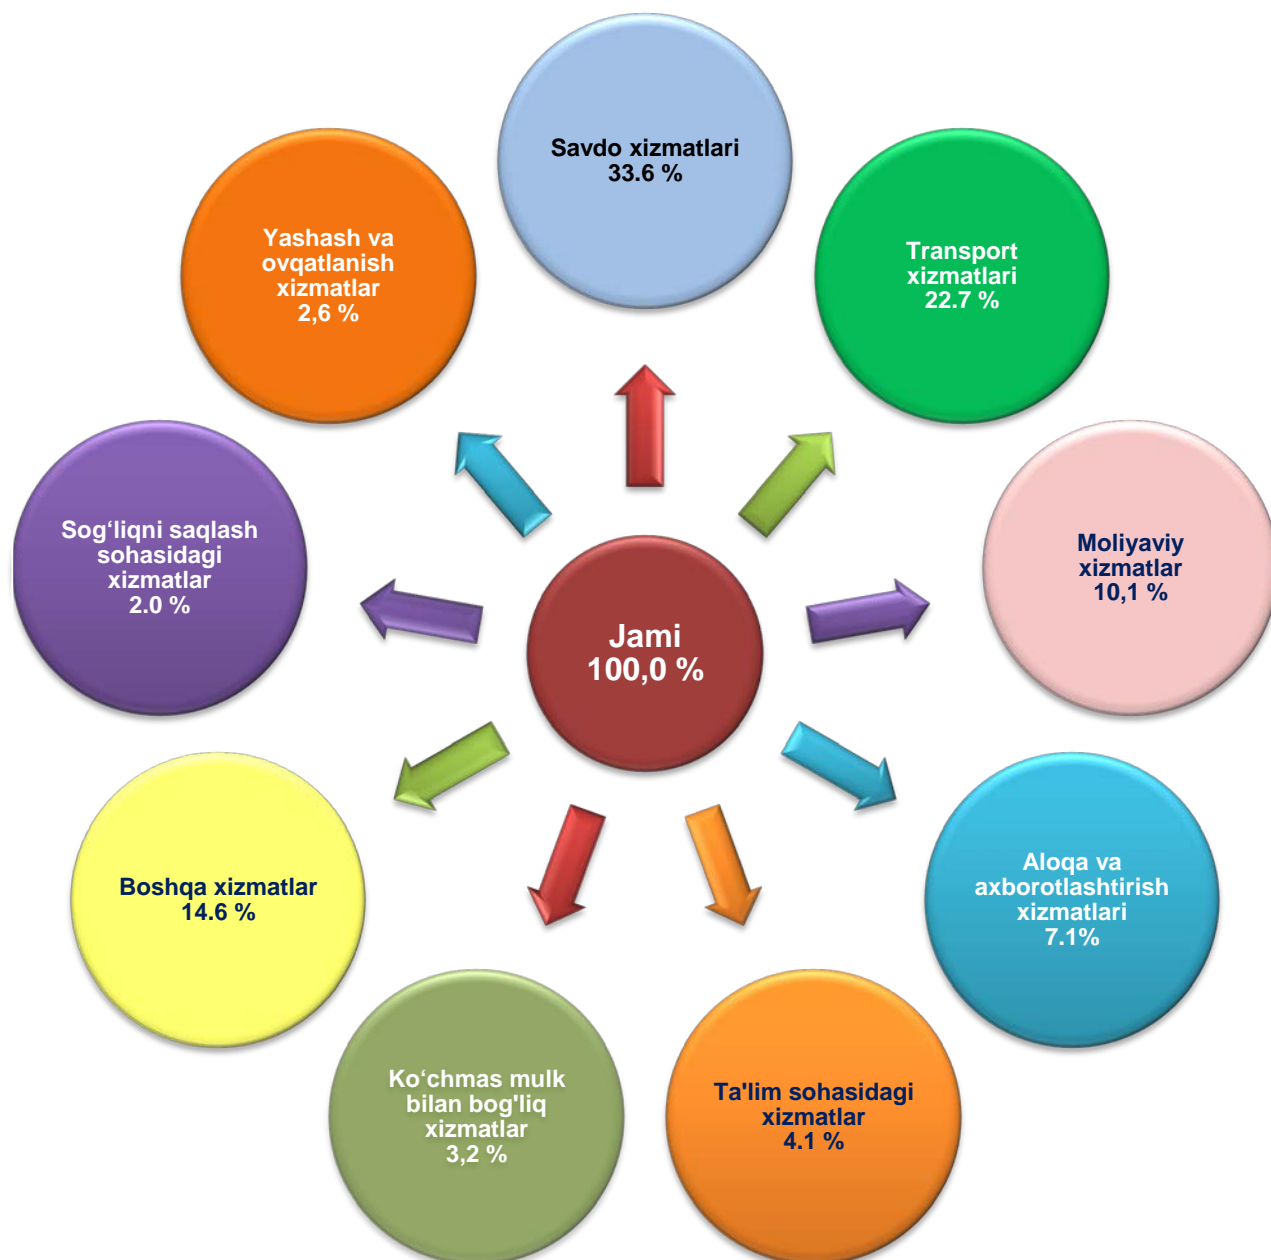 Savdo xizmatlari
33.6 %
Transport
xizmatlari
22.7 %
Moliyaviy
xizmatlar
10,1 %
Aloqa va
axborotlashtirish
xizmatlari
7.1%
Ta'lim sohasidagi
xizmatlar
4.1 %
Ko‘chmas mulk
bilan bog'liq
xizmatlar
3,2 %
Boshqa xizmatlar
14.6 %
Sog‘liqni saqlash
sohasidagi
xizmatlar
2.0 %
Yashash va
ovqatlanish
xizmatlar
2,6 %
Jami
100,0 %